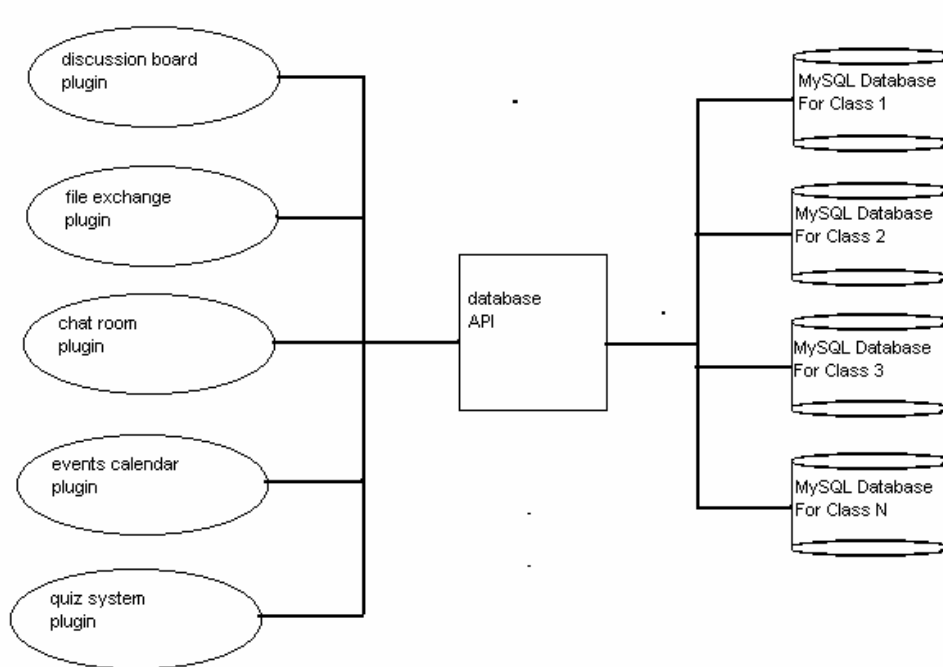 discussion board
plugin
file exchange
plugin
chat room
plugin
events calendar
plugin
quiz system
plugin
database
API
MySQL Database
For Class 1
MySQL Database
For Class 2
MySQL Database
For Class 3
MySQL Database
For Class N